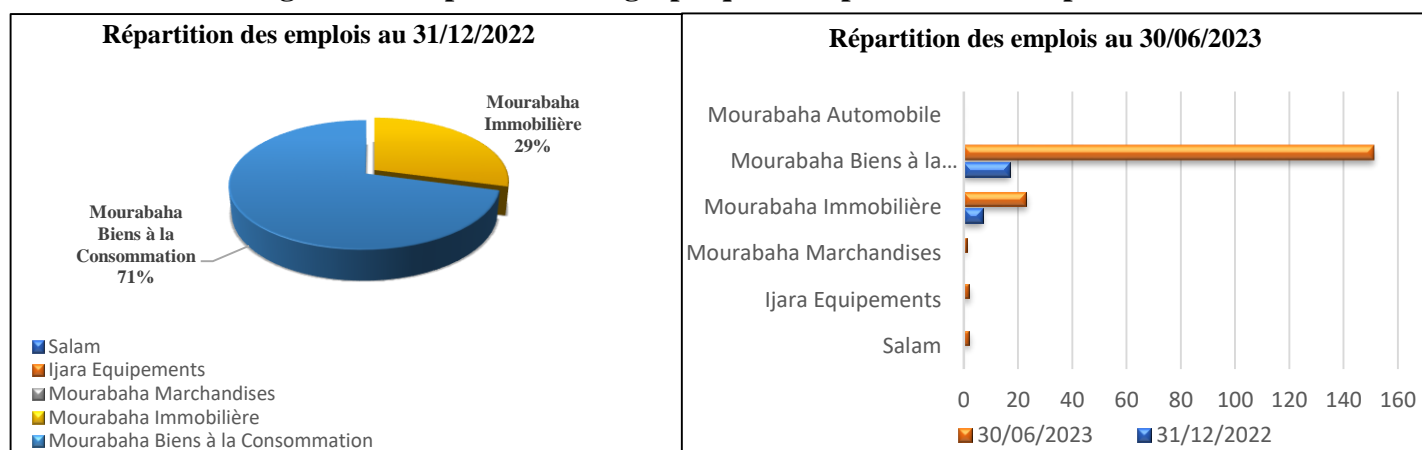 Répartition des emplois au 31/12/2022
Mourabaha
Immobilière
29%
Mourabaha
Biens à la
Consommation
71%
Salam
Ijara Equipements
Mourabaha Marchandises
Mourabaha Immobilière
Mourabaha Biens à la Consommation
Répartition des emplois au 30/06/2023
Mourabaha Automobile
Mourabaha Biens à la…
Mourabaha Immobilière
Mourabaha Marchandises
Ijara Equipements
Salam
0 20 40 60 80 100 120 140 160
30/06/2023 31/12/2022